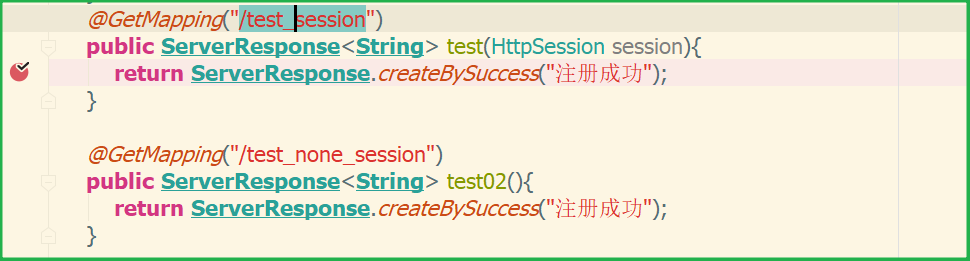 @GetMapping("/test_session")
public ServerResponse<String> test(HttpSession session){
return ServerResponse.createBySuccess("注册成功");
}
@GetMapping("/test_none_session")
public ServerResponse<String> test02(){
return ServerResponse.createBySuccess("注册成功");
}